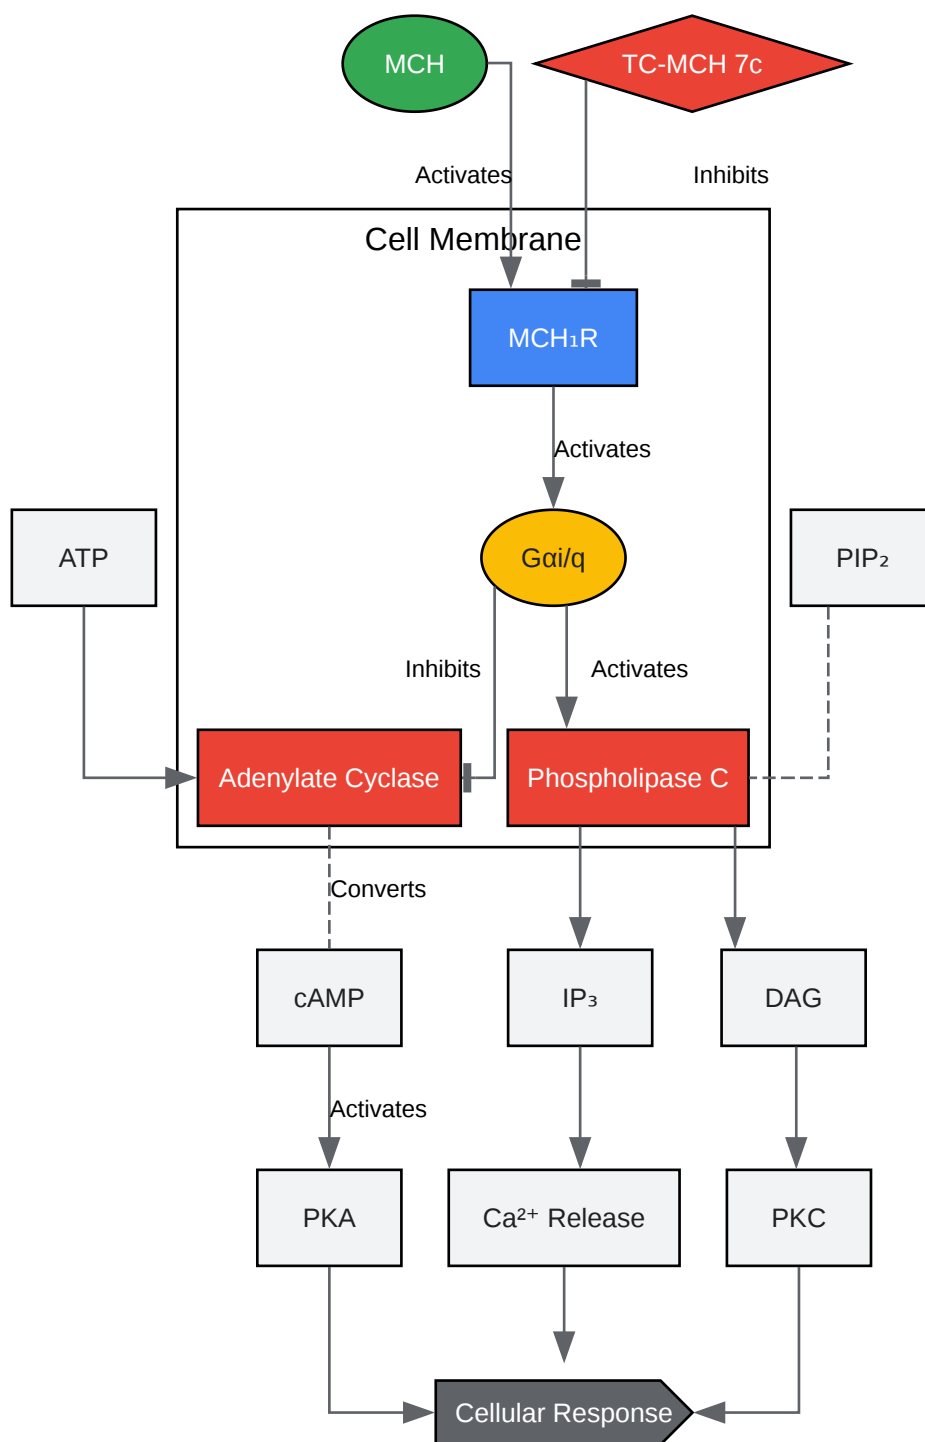 MCH
TC-MCH 7c
Activates
Inhibits
Cell Membrane
MCH₁R
Activates
ATP
Gαi/q
PIP₂
Inhibits
Activates
Adenylate Cyclase
Phospholipase C
Converts
cAMP
IP₃
DAG
Activates
PKA
Ca²⁺ Release
PKC
Cellular Response